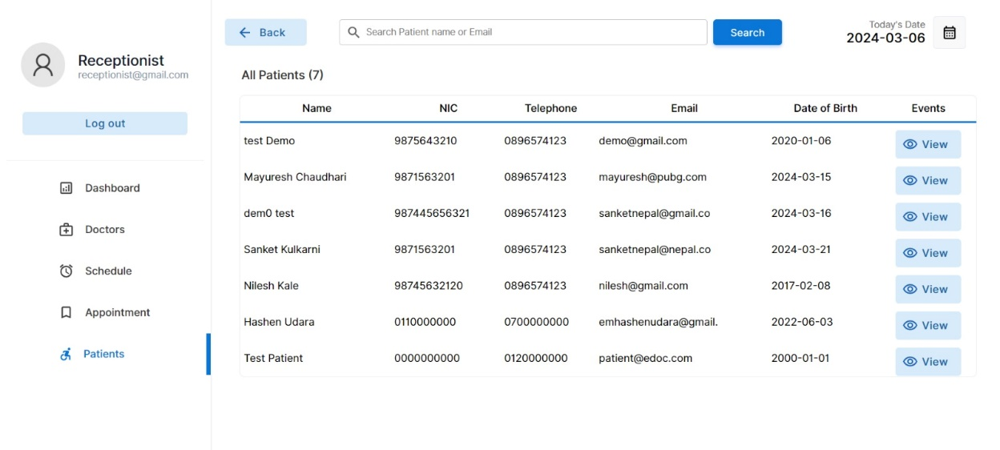 Receptionist
receptionist@gmail.com
Log out
Dashboard
Doctors
Schedule
Appointment
Patients
Back
Search Patient name or Email
Search
Today's Date
2024-03-06
All Patients (7)
Name NIC Telephone Email Date of Birth Events
test Demo 9875643210 0896574123 demo@gmail.com 2020-01-06 View
Mayuresh Chaudhari 9871563201 0896574123 mayuresh@pubg.com 2024-03-15 View
dem0 test 987445656321 0896574123 sanketnepal@gmail.co 2024-03-16 View
Sanket Kulkarni 9871563201 0896574123 sanketnepal@nepal.co 2024-03-21 View
Nilesh Kale 98745632120 0896574123 nilesh@gmail.com 2017-02-08 View
Hashen Udara 0110000000 0700000000 emhashenudara@gmail. 2022-06-03 View
Test Patient 0000000000 0120000000 patient@edoc.com 2000-01-01 View